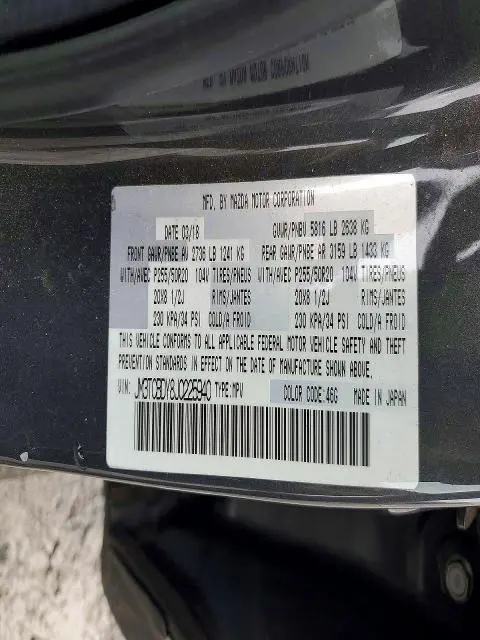 MFD. BY MAZDA MOTOR CORPORATION
DATE 03/18 GVWR/PNBV 5816 LB 2638 KG
FRONT GAWR/PNBE AV 2736 LB 1241 KG REAR GAWR/PNBE AR 3159 LB 1433 KG
WITH/AVEC P255/50R20 104V TIRES/PNEUS WITH/AVEC P255/50R20 104V TIRES/PNEUS
20X8 1/2J RIMS/JANTES 20X8 1/2J RIMS/JANTES
230 KPA/34 PSI COLD/A FROID 230 KPA/34 PSI COLD/A FROID
THIS VEHICLE CONFORMS TO ALL APPLICABLE FEDERAL MOTOR VEHICLE SAFETY AND THEFT
PREVENTION STANDARDS IN EFFECT ON THE DATE OF MANUFACTURE SHOWN ABOVE.
VIN: JM3TCBDY8J0225940 TYPE:MPV COLOR CODE:46G MADE IN JAPAN